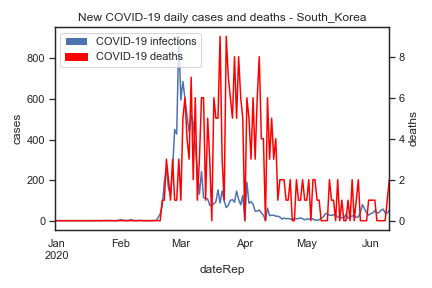 New COVID-19 daily cases and deaths - South_Korea
COVID-19 infections
COVID-19 deaths
cases
800
600
400
200
0
deaths
8
6
4
2
0
Jan
2020
Feb
Mar
Apr
May
Jun
dateRep